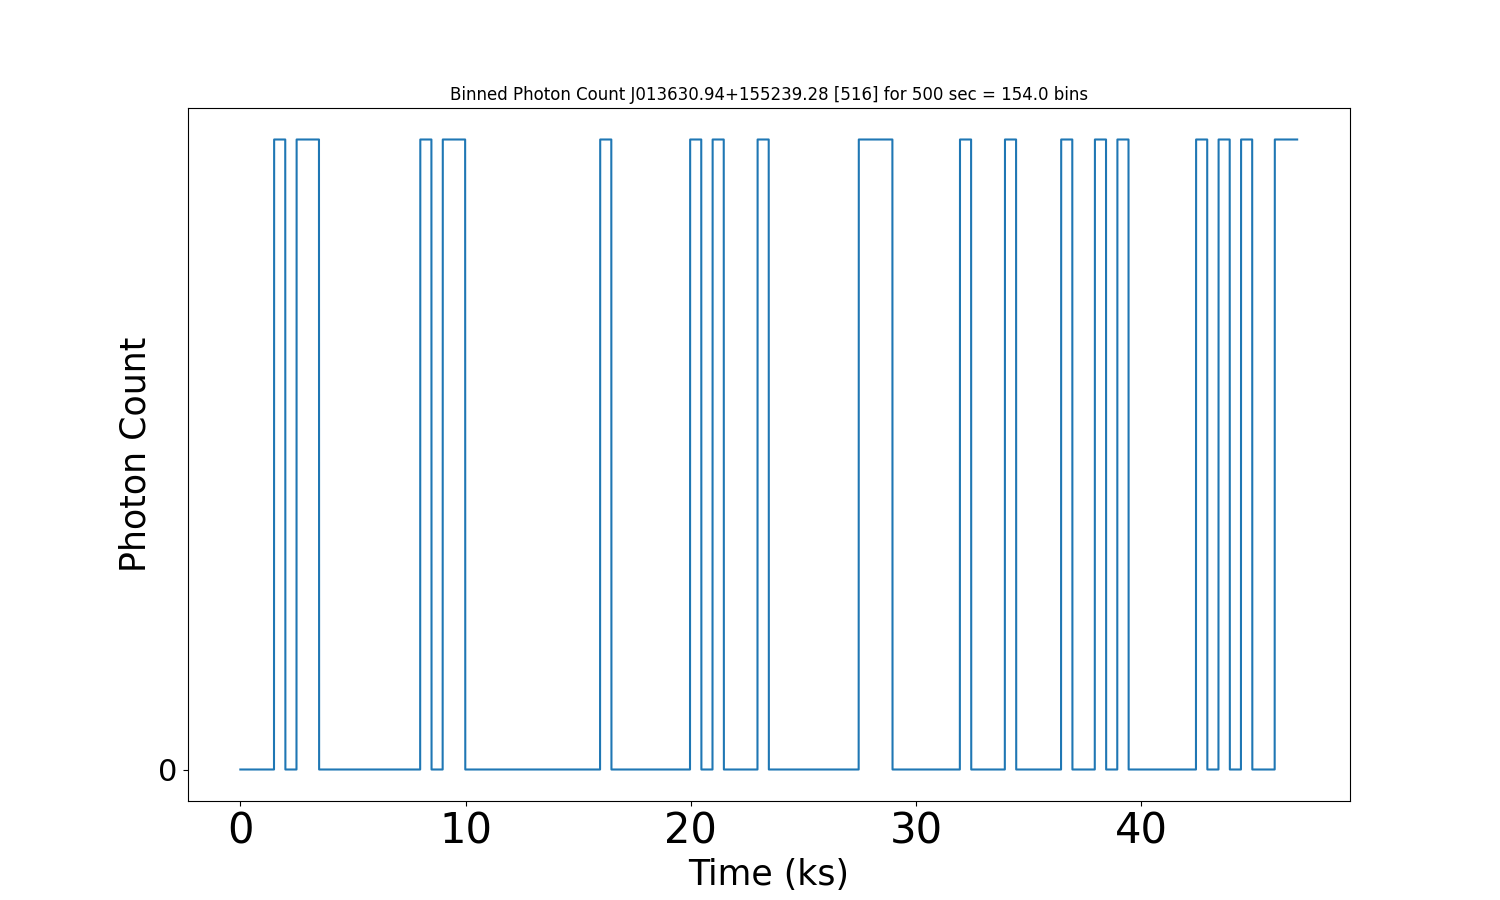 Binned Photon Count J013630.94+155239.28 [516] for 500 sec = 154.0 bins
Photon Count
0
0 10 20 30 40
Time (ks)